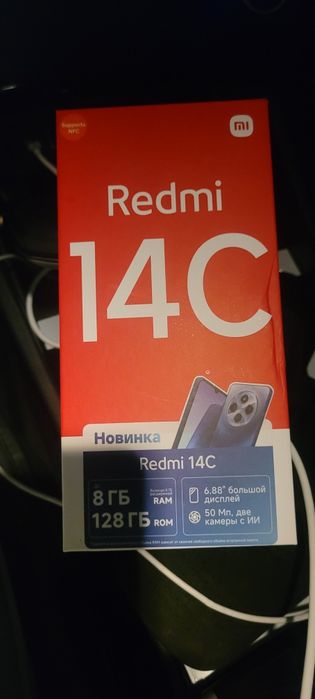 Supports
NFC
mi
Redmi
14C
Новинка
Redmi 14C
8 ГБ RAM
128 ГБ ROM
6,88" большой
дисплей
50 Мп, две
камеры с ИИ